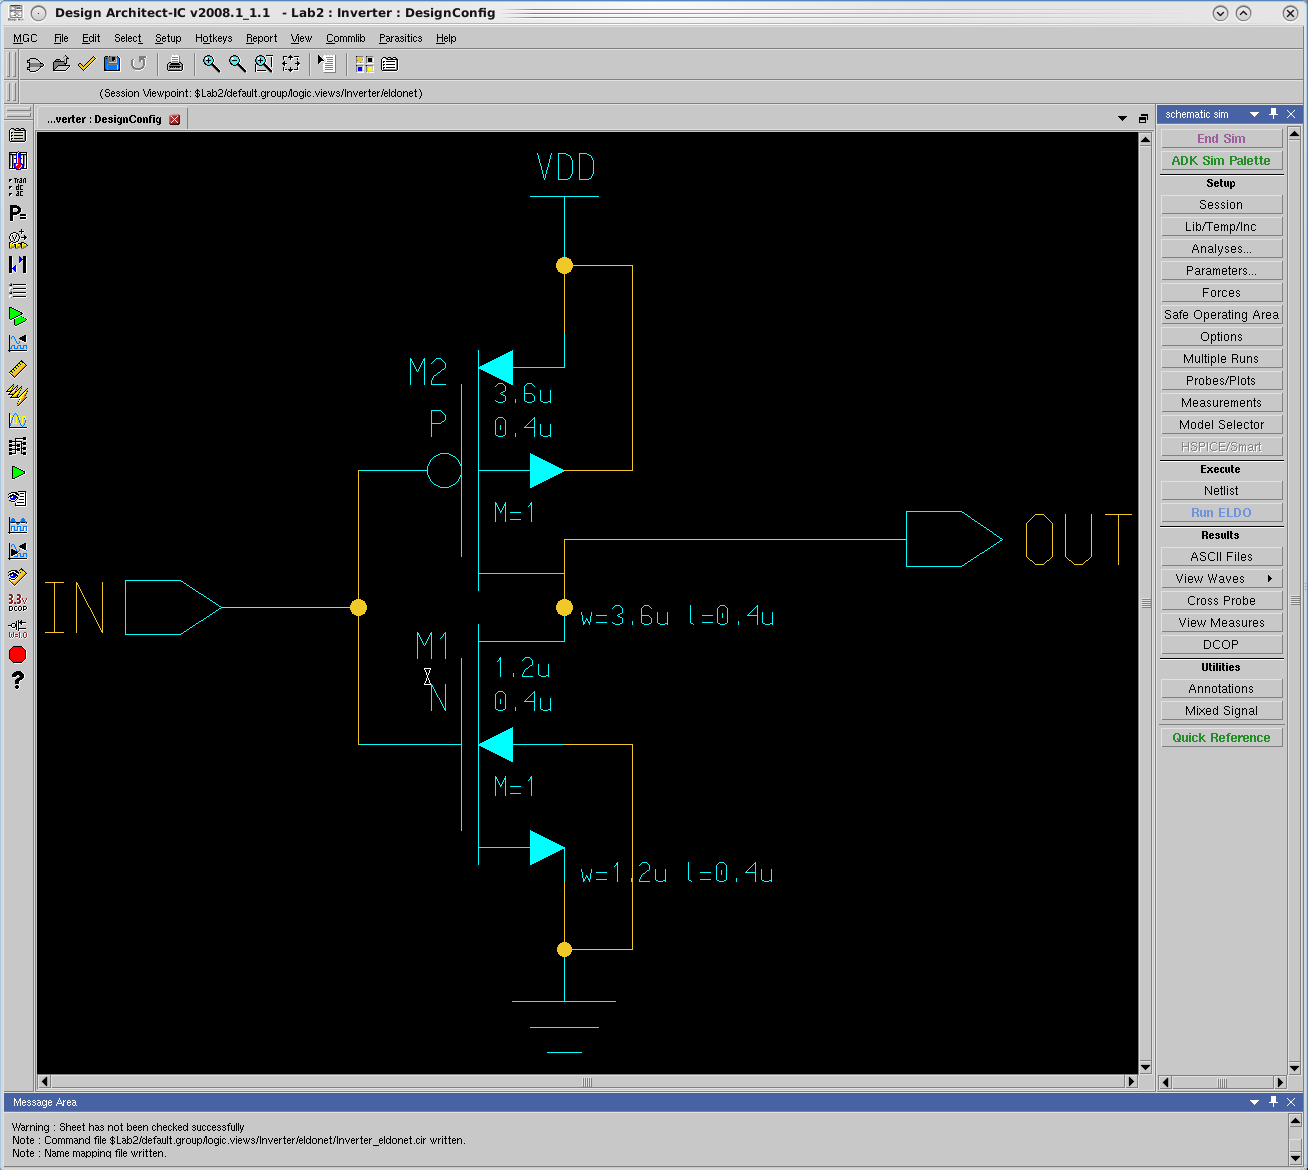 Design Architect-IC v2008.1_1.1 - Lab2 : Inverter : DesignConfig
MGC File Edit Select Setup Hotkeys Report View Commlib Parasitics Help
(Session Viewpoint: $Lab2/default.group/logic.views/Inverter/eldonet)
...verter : DesignConfig
schematic sim
End Sim
ADK Sim Palette
Setup
Session
Lib/Temp/Inc
Analyses...
Parameters...
Forces
Safe Operating Area
Options
Multiple Runs
Probes/Plots
Measurements
Model Selector
HSPICE/Smart
Execute
Netlist
Run ELDO
Results
ASCII Files
View Waves
Cross Probe
View Measures
DCOP
Utilities
Annotations
Mixed Signal
Quick Reference
Tran
dc
ac
P=
3.3v
DCOP
W=1.0
?
VDD
M2
3.6u
P
0.4u
M=1
OUT
IN
w=3.6u l=0.4u
M1
1.2u
N
0.4u
M=1
w=1.2u l=0.4u
Message Area
Warning : Sheet has not been checked successfully
Note : Command file $Lab2/default.group/logic.views/Inverter/eldonet/Inverter_eldonet.cir written.
Note : Name mapping file written.